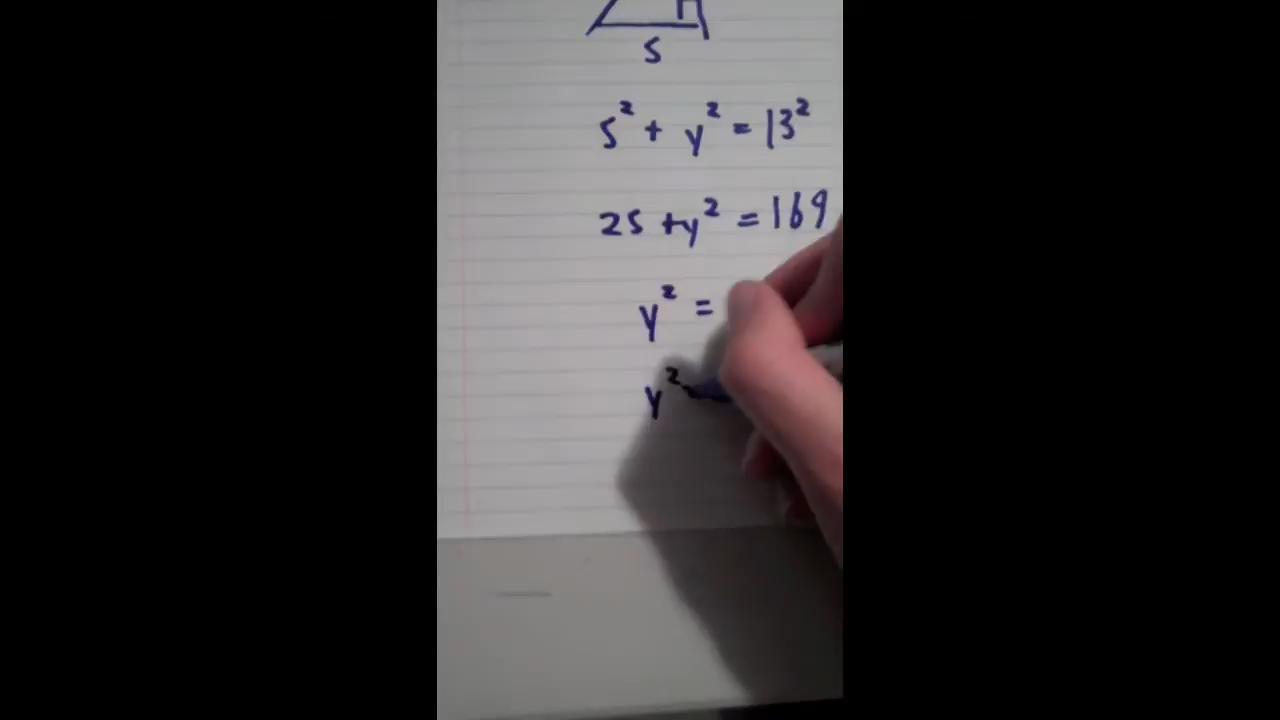 5
5² + y² = 13²
25 + y² = 169
y² =
y²